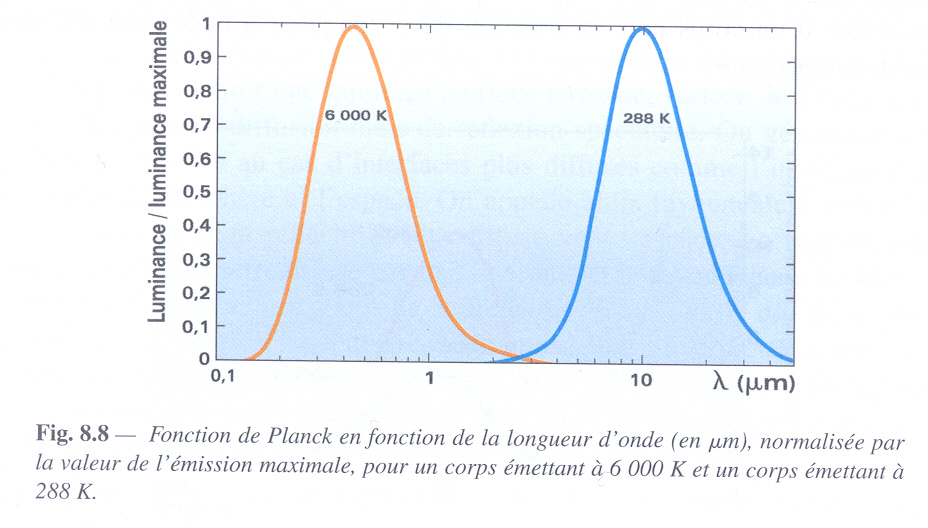 Luminance / luminance maximale
1
0,9
0,8
0,7
0,6
0,5
0,4
0,3
0,2
0,1
0
6 000 K
288 K
0,1
1
10
λ (μm)
Fig. 8.8 — Fonction de Planck en fonction de la longueur d'onde (en μm), normalisée par
la valeur de l'émission maximale, pour un corps émettant à 6 000 K et un corps émettant à
288 K.